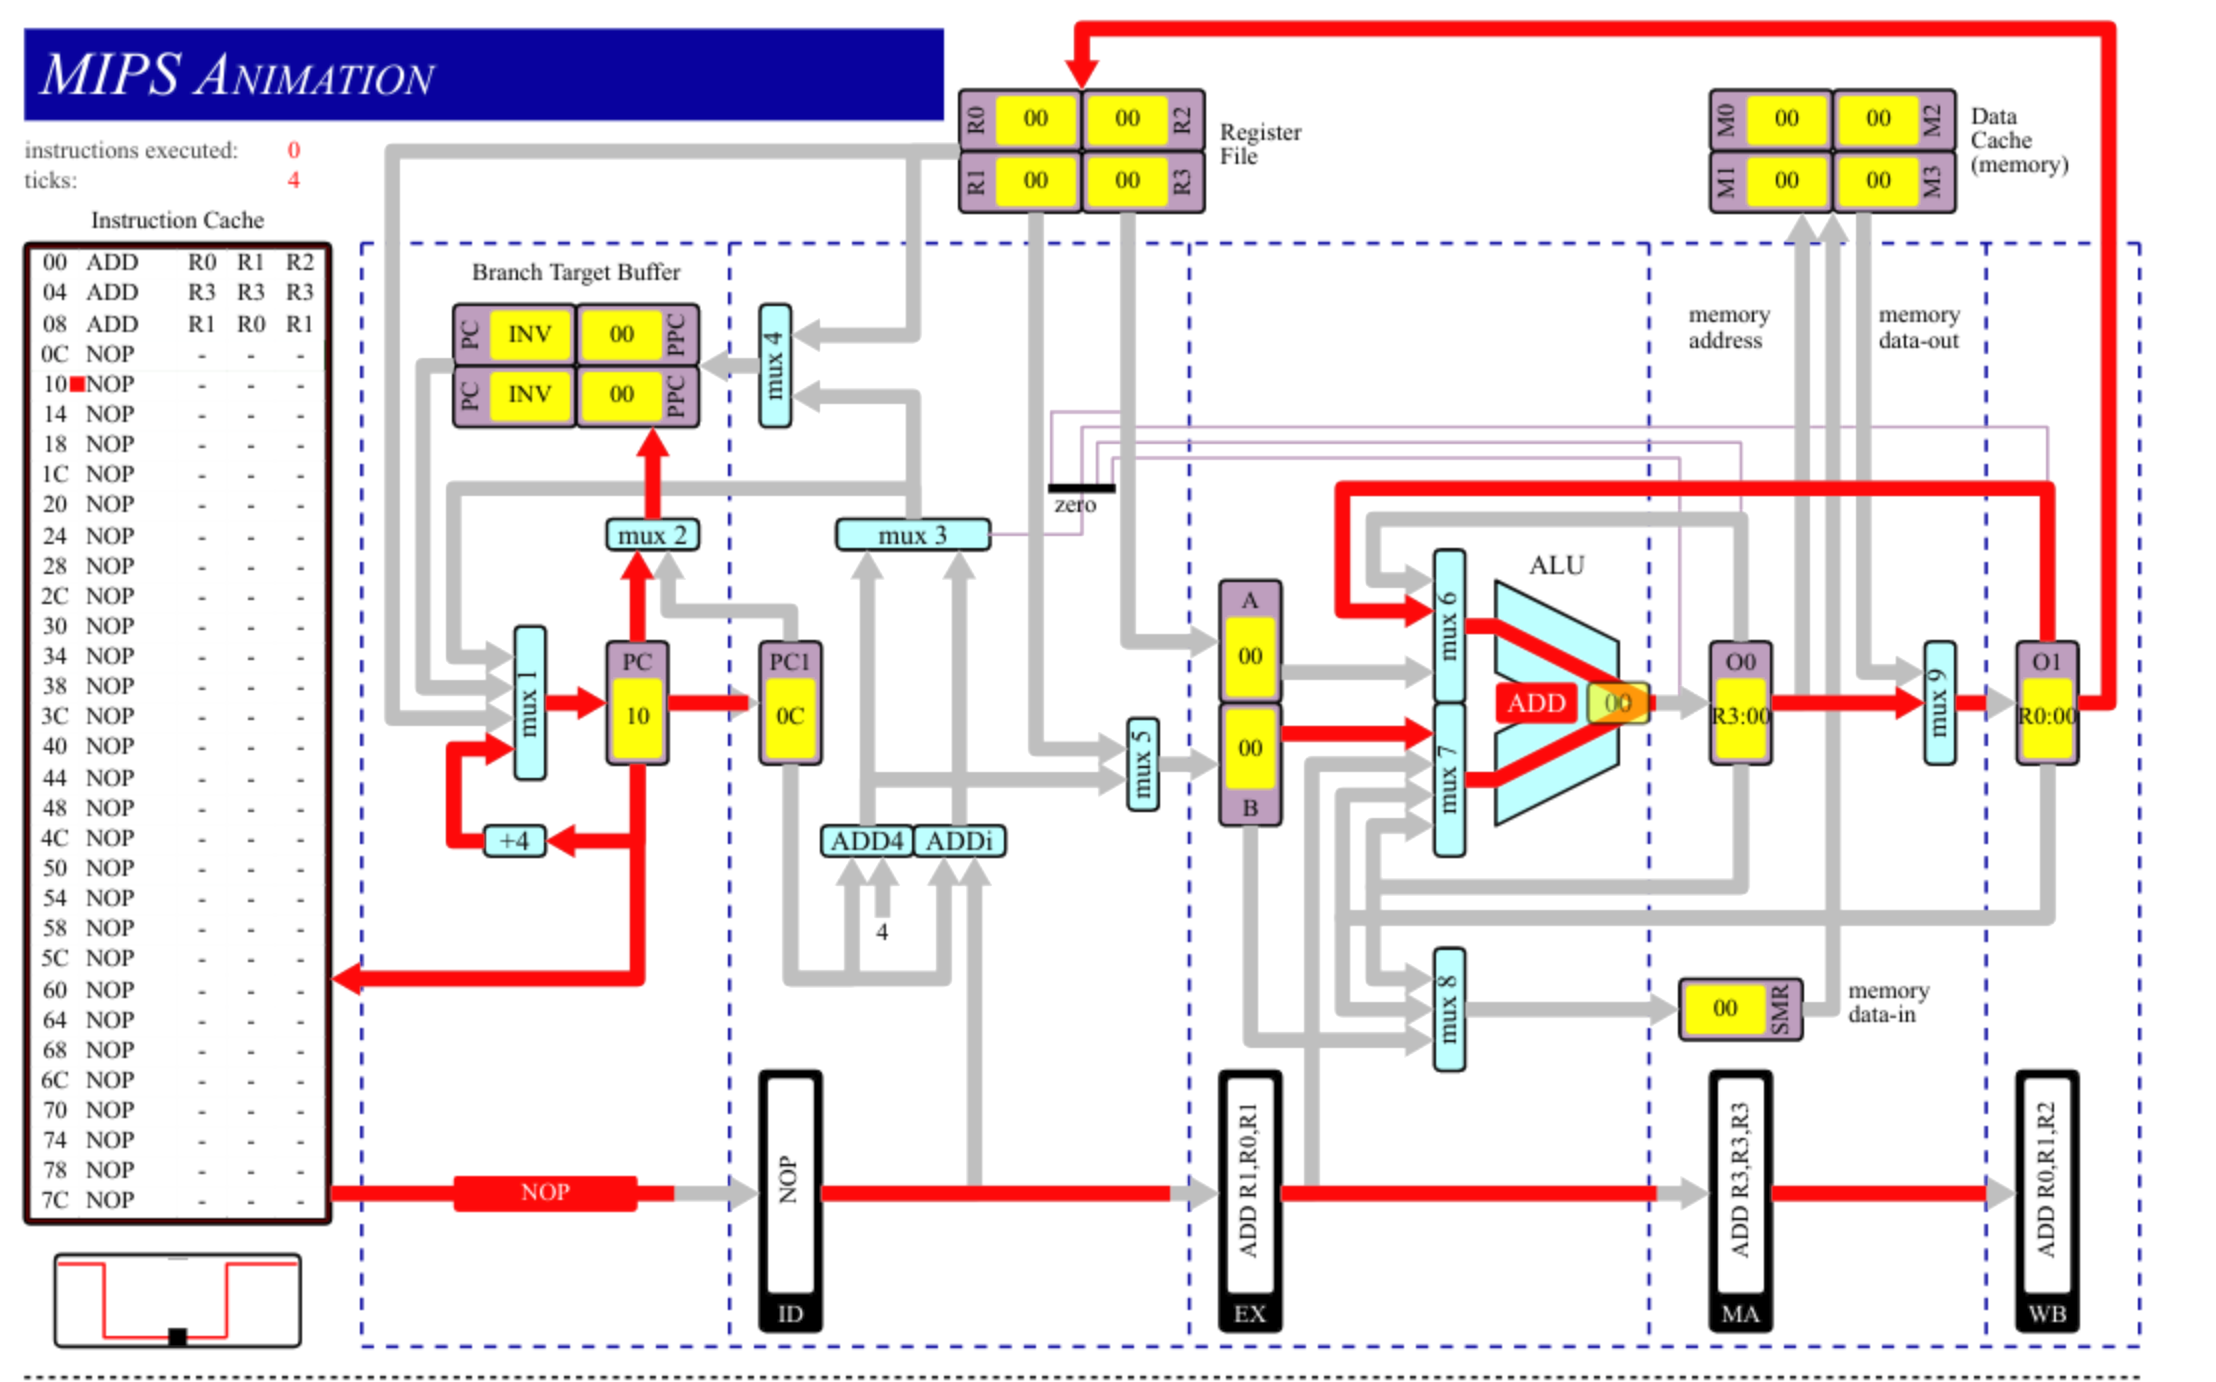 MIPS ANIMATION
instructions executed: 0
ticks: 4
Instruction Cache
00 ADD R0 R1 R2
04 ADD R3 R3 R3
08 ADD R1 R0 R1
0C NOP - - -
10 NOP - - -
14 NOP - - -
18 NOP - - -
1C NOP - - -
20 NOP - - -
24 NOP - - -
28 NOP - - -
2C NOP - - -
30 NOP - - -
34 NOP - - -
38 NOP - - -
3C NOP - - -
40 NOP - - -
44 NOP - - -
48 NOP - - -
4C NOP - - -
50 NOP - - -
54 NOP - - -
58 NOP - - -
5C NOP - - -
60 NOP - - -
64 NOP - - -
68 NOP - - -
6C NOP - - -
70 NOP - - -
74 NOP - - -
78 NOP - - -
7C NOP - - -
R0 00 00 R2
R1 00 00 R3
Register
File
M0 00 00 M2
M1 00 00 M3
Data
Cache
(memory)
Branch Target Buffer
PC INV 00 PPC
PC INV 00 PPC
mux 4
memory
address
memory
data-out
zero
mux 2
mux 3
ALU
mux 1
PC
10
PC1
0C
+4
ADD4
ADDi
4
mux 5
A
00
00
B
mux 6
mux 7
ADD
00
O0
R3:00
mux 9
O1
R0:00
mux 8
00
SMR
memory
data-in
NOP
NOP
ID
ADD R1,R0,R1
EX
ADD R3,R3,R3
MA
ADD R0,R1,R2
WB